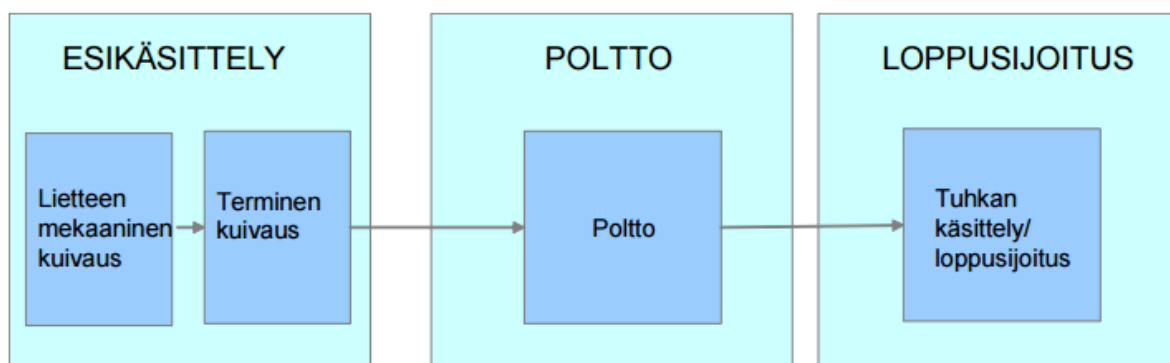 ESIKÄSITTELY
POLTTO
LOPPUSIJOITUS
Lietteen
mekaaninen
kuivaus
Terminen
kuivaus
Poltto
Tuhkan
käsittely/
loppusijoitus